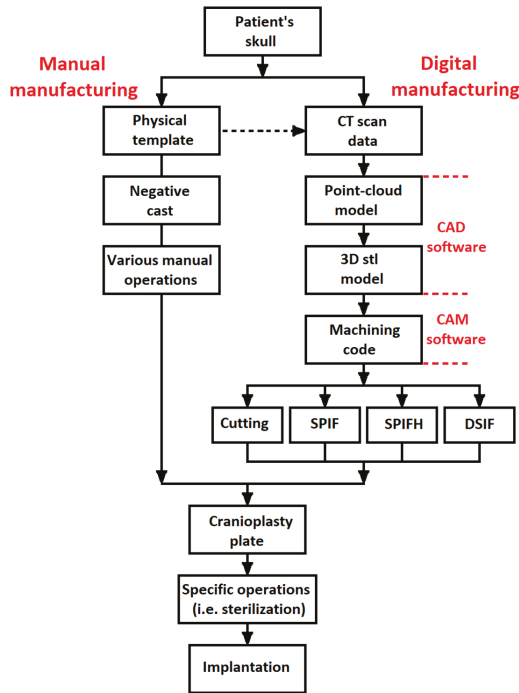 Patient's
skull
Manual
manufacturing
Digital
manufacturing
Physical
template
CT scan
data
Negative
cast
Point-cloud
model
CAD
software
Various manual
operations
3D stl
model
Machining
code
CAM
software
Cutting
SPIF
SPIFH
DSIF
Cranioplasty
plate
Specific operations
(i.e. sterilization)
Implantation